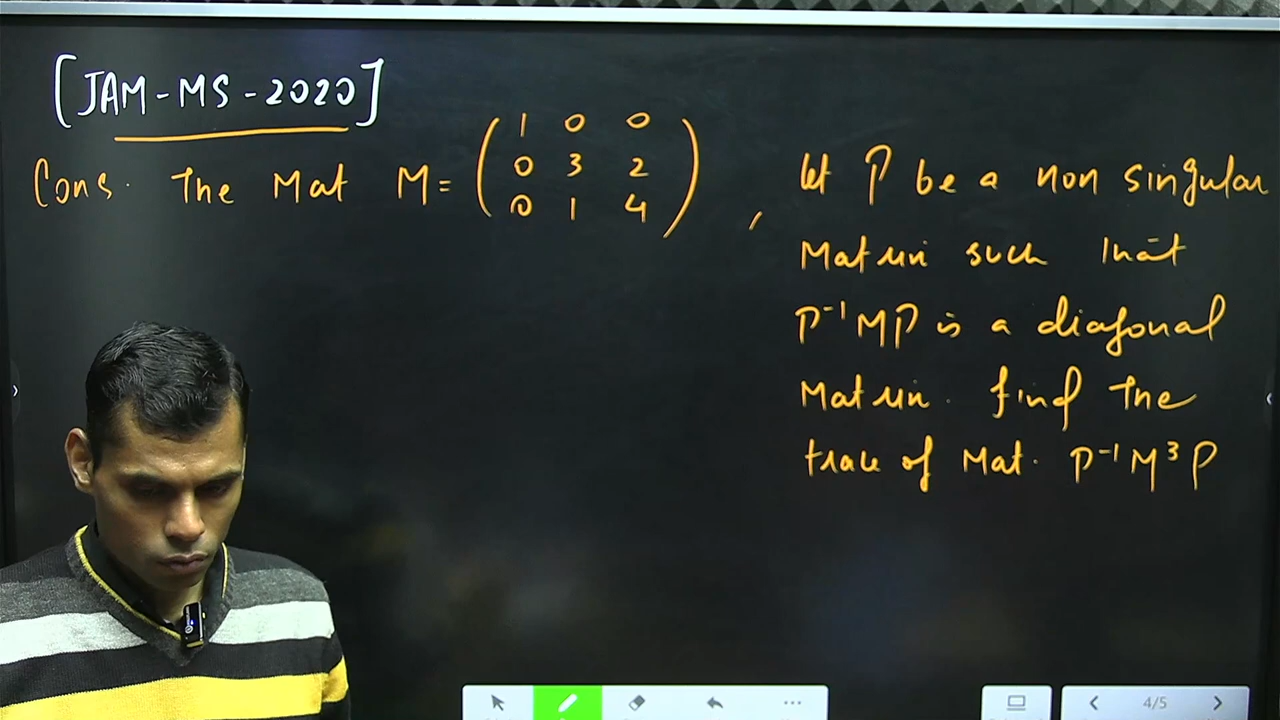 [JAM-MS-2020]
Cons. The Mat M = ( 1 0 0
0 3 2
0 1 4 ) ,
let P be a non singular
Matrix such that
P⁻¹MP is a diagonal
Matrix. find the
trace of Mat. P⁻¹M³P
4/5